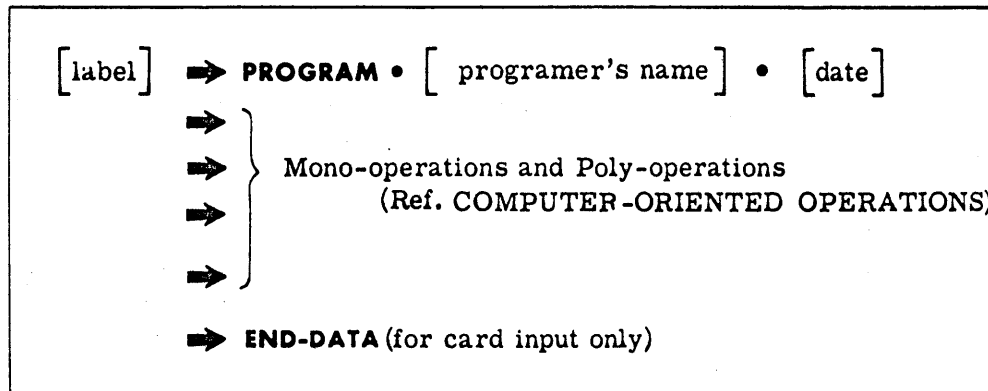 [label] ➡ PROGRAM • [programer's name] • [date]
➡
➡ Mono-operations and Poly-operations
(Ref. COMPUTER-ORIENTED OPERATIONS)
➡
➡
➡ END-DATA (for card input only)